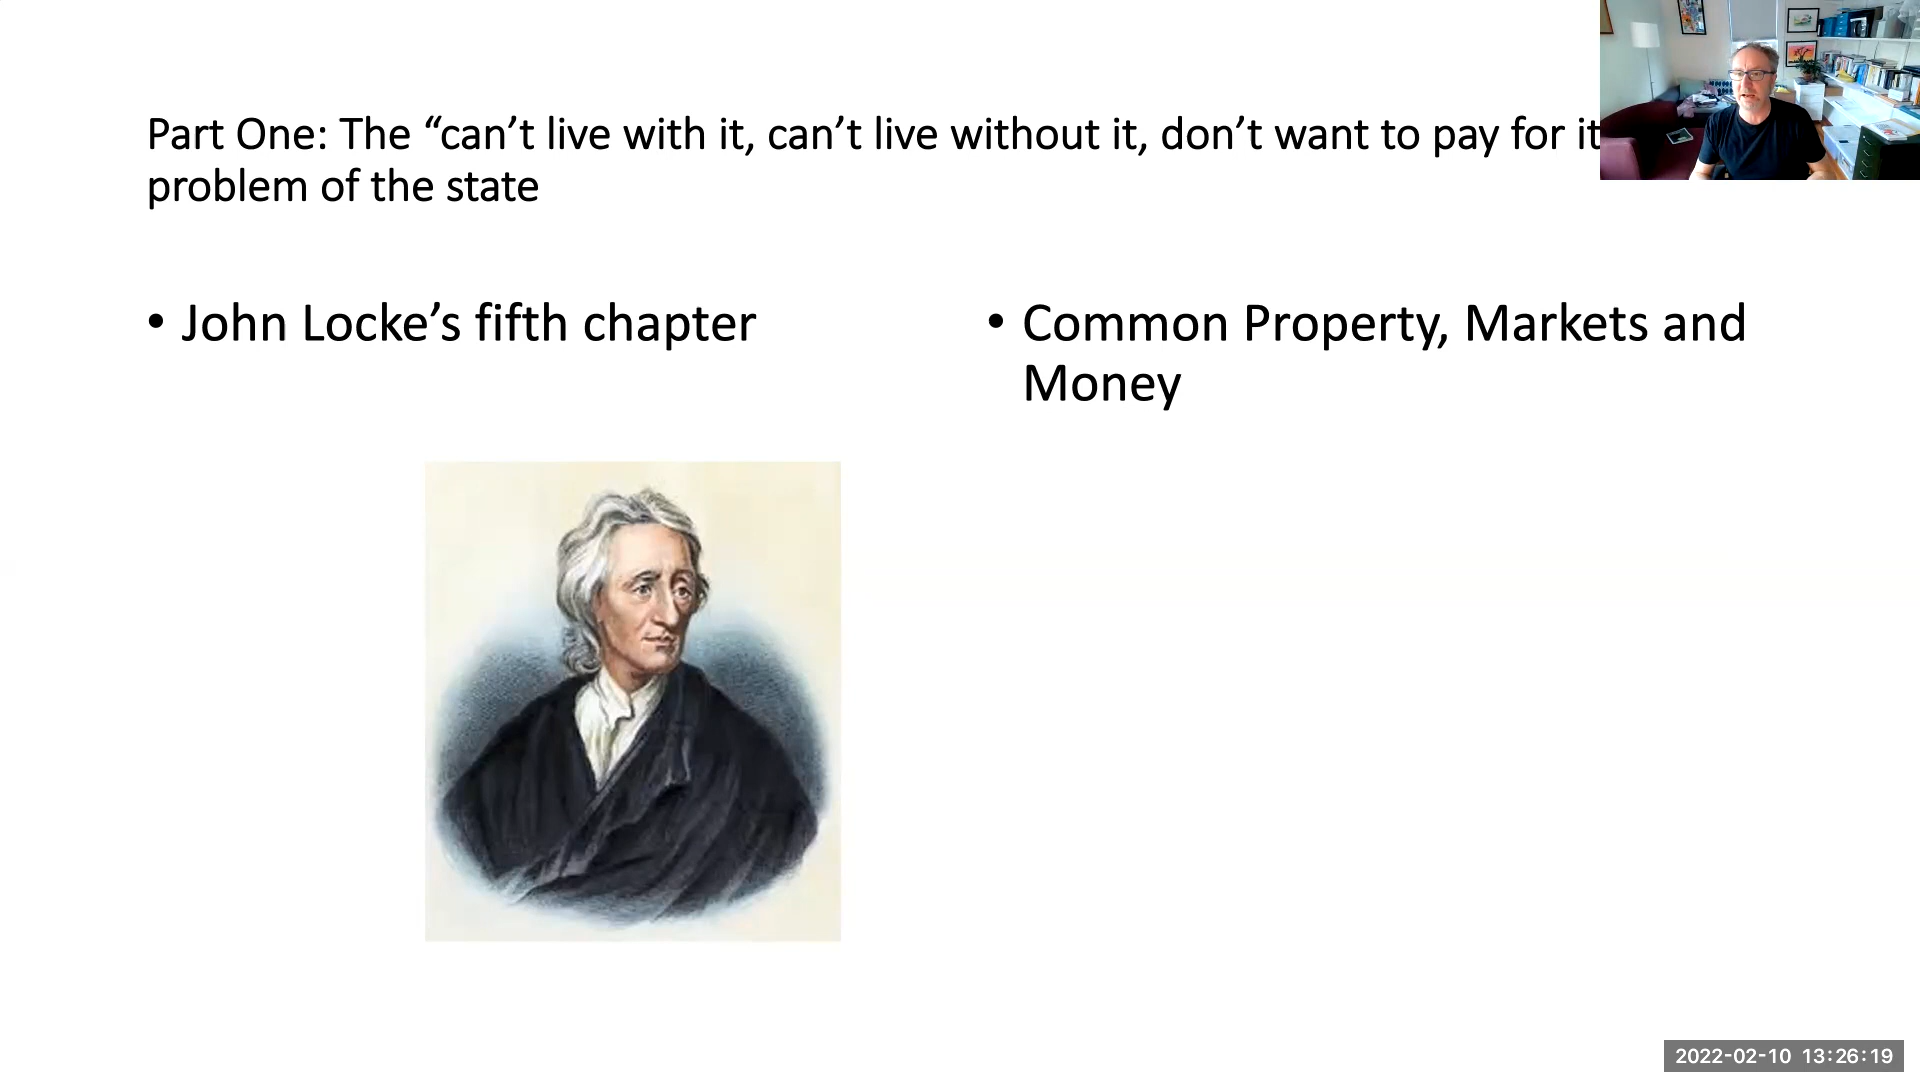 Part One: The “can’t live with it, can’t live without it, don’t want to pay for it
problem of the state
• John Locke’s fifth chapter
• Common Property, Markets and
Money
2022-02-10 13:26:19